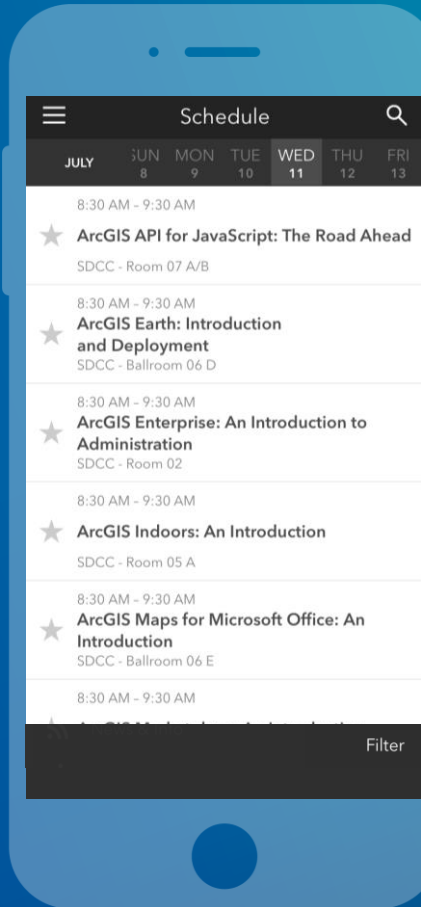 Schedule
JULY SUN MON TUE WED THU FRI
8 9 10 11 12 13
8:30 AM - 9:30 AM
ArcGIS API for JavaScript: The Road Ahead
SDCC - Room 07 A/B
8:30 AM - 9:30 AM
ArcGIS Earth: Introduction
and Deployment
SDCC - Ballroom 06 D
8:30 AM - 9:30 AM
ArcGIS Enterprise: An Introduction to
Administration
SDCC - Room 02
8:30 AM - 9:30 AM
ArcGIS Indoors: An Introduction
SDCC - Room 05 A
8:30 AM - 9:30 AM
ArcGIS Maps for Microsoft Office: An
Introduction
SDCC - Ballroom 06 E
8:30 AM - 9:30 AM
Filter